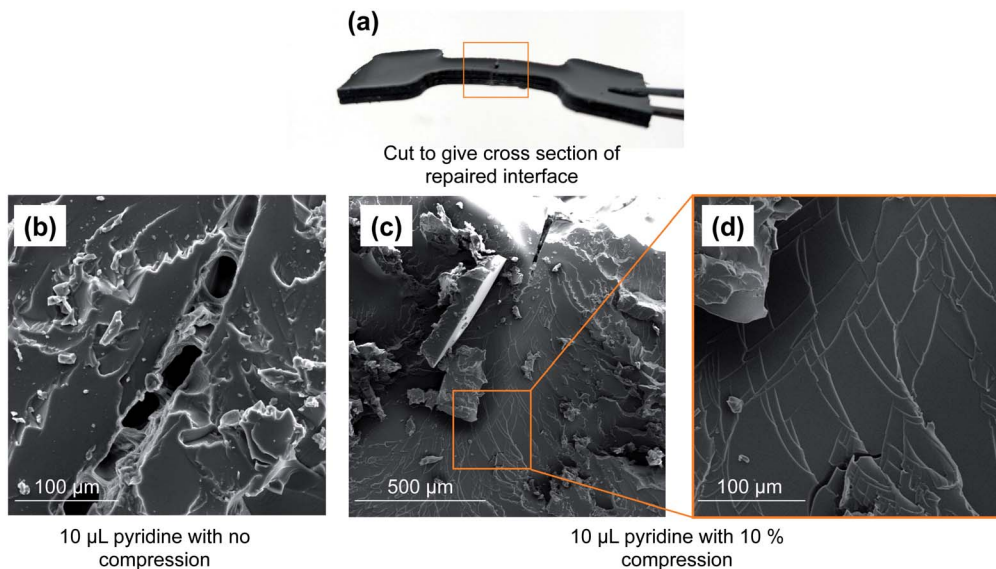 (a)
Cut to give cross section of
repaired interface
(b)
(c)
(d)
100 µm
500 µm
100 µm
10 µL pyridine with no
compression
10 µL pyridine with 10 %
compression